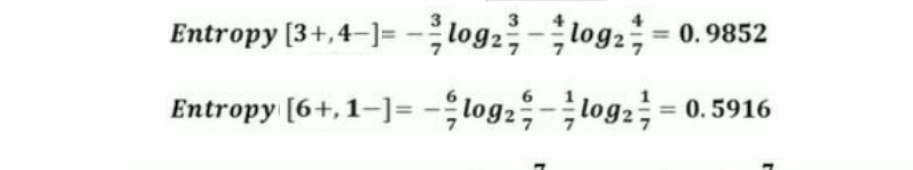 Entropy [3+,4−]= −3/7 log₂ 3/7 − 4/7 log₂ 4/7 = 0.9852
Entropy [6+,1−]= −6/7 log₂ 6/7 − 1/7 log₂ 1/7 = 0.5916